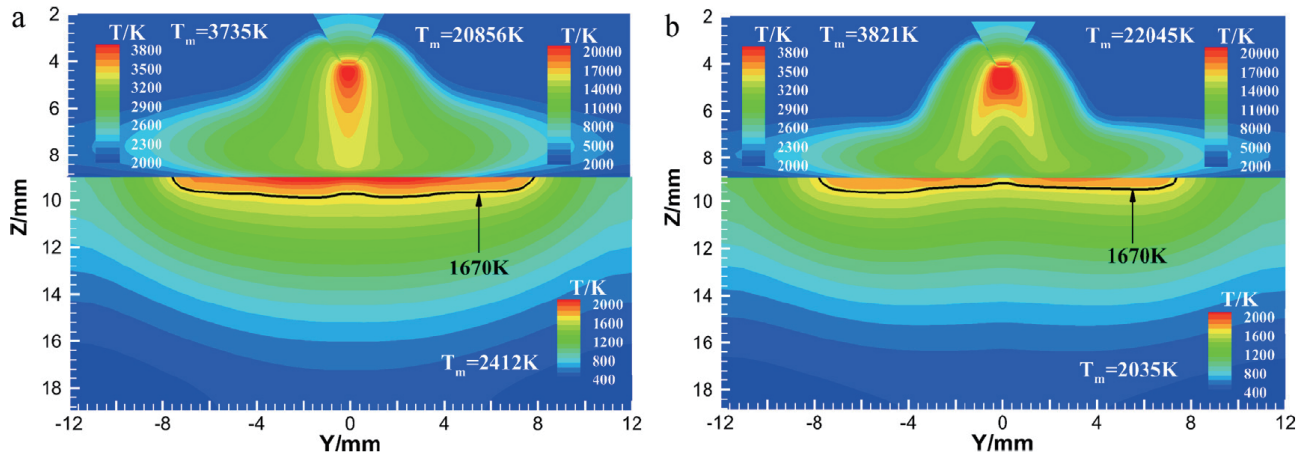 a
T/K
3800
3500
3200
2900
2600
2300
2000
Tm=3735K
Tm=20856K
T/K
20000
17000
14000
11000
8000
5000
2000
1670K
Tm=2412K
T/K
2000
1600
1200
800
400
2
4
6
8
10
12
14
16
18
Z/mm
-12 -8 -4 0 4 8 12
Y/mm
b
T/K
3800
3500
3200
2900
2600
2300
2000
Tm=3821K
Tm=22045K
T/K
20000
17000
14000
11000
8000
5000
2000
1670K
Tm=2035K
T/K
2000
1600
1200
800
400
2
4
6
8
10
12
14
16
18
Z/mm
-12 -8 -4 0 4 8 12
Y/mm